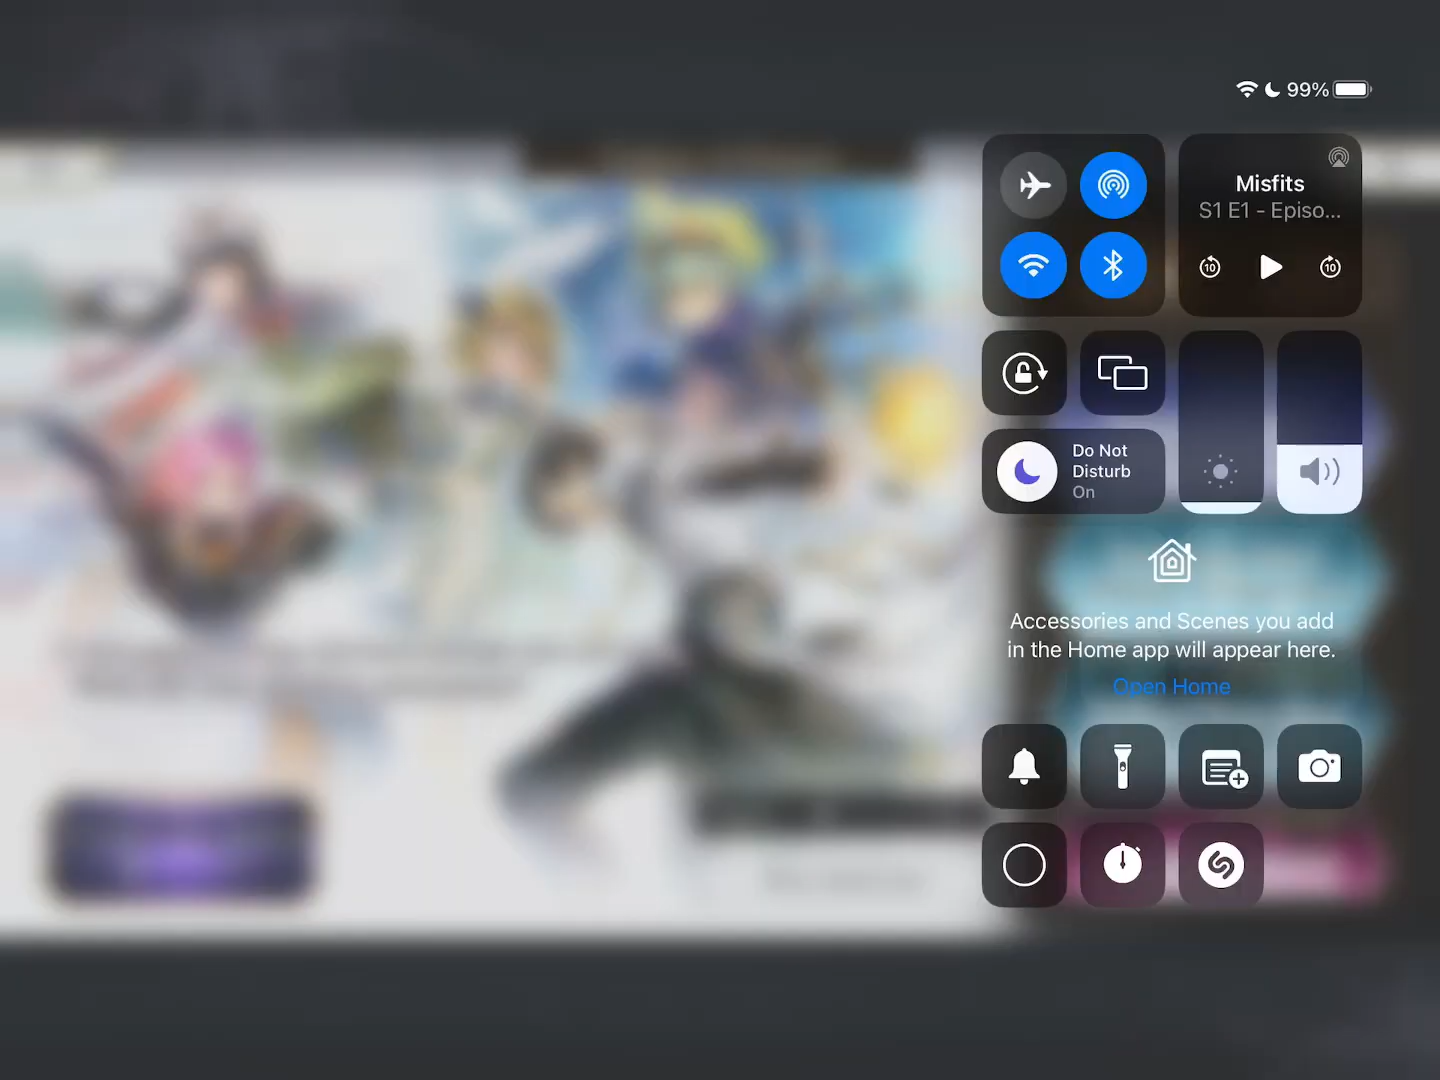 99%
Misfits
S1 E1 - Episo...
10
10
Do Not
Disturb
On
Accessories and Scenes you add
in the Home app will appear here.
Open Home